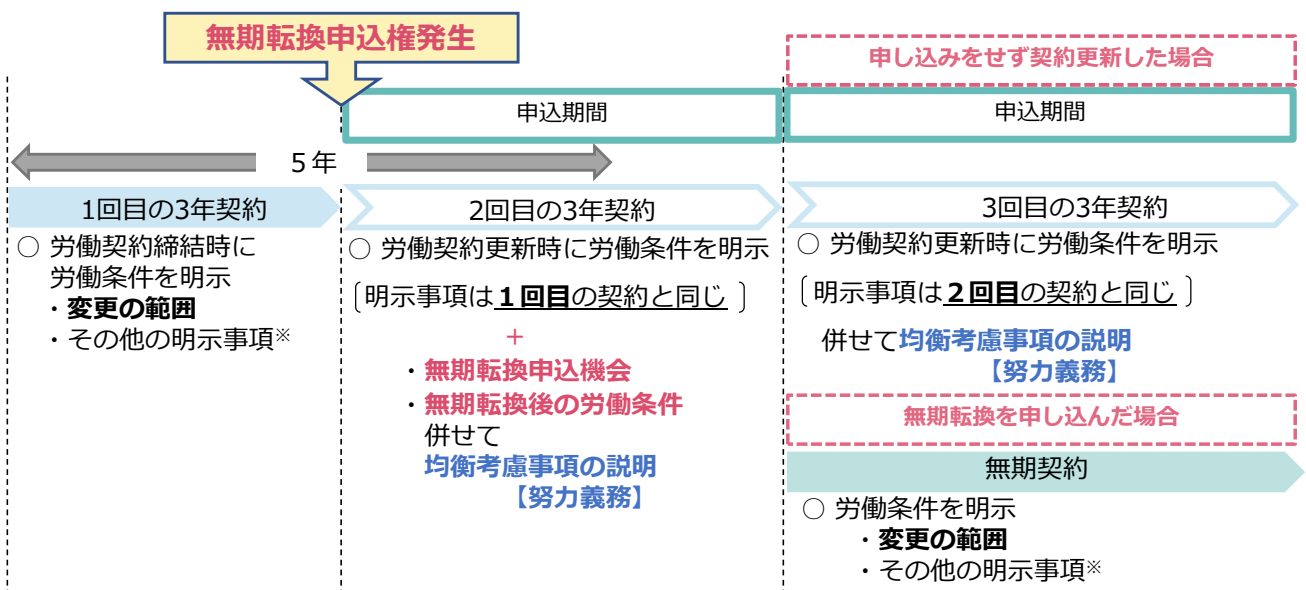 無期転換申込権発生
申し込みをせず契約更新した場合
申込期間
申込期間
5年
1回目の3年契約
2回目の3年契約
3回目の3年契約
○ 労働契約締結時に
労働条件を明示
・変更の範囲
・その他の明示事項※
○ 労働契約更新時に労働条件を明示
〔明示事項は１回目の契約と同じ〕
＋
・無期転換申込機会
・無期転換後の労働条件
併せて
均衡考慮事項の説明
【努力義務】
○ 労働契約更新時に労働条件を明示
〔明示事項は２回目の契約と同じ〕
併せて均衡考慮事項の説明
【努力義務】
無期転換を申し込んだ場合
無期契約
○ 労働条件を明示
・変更の範囲
・その他の明示事項※